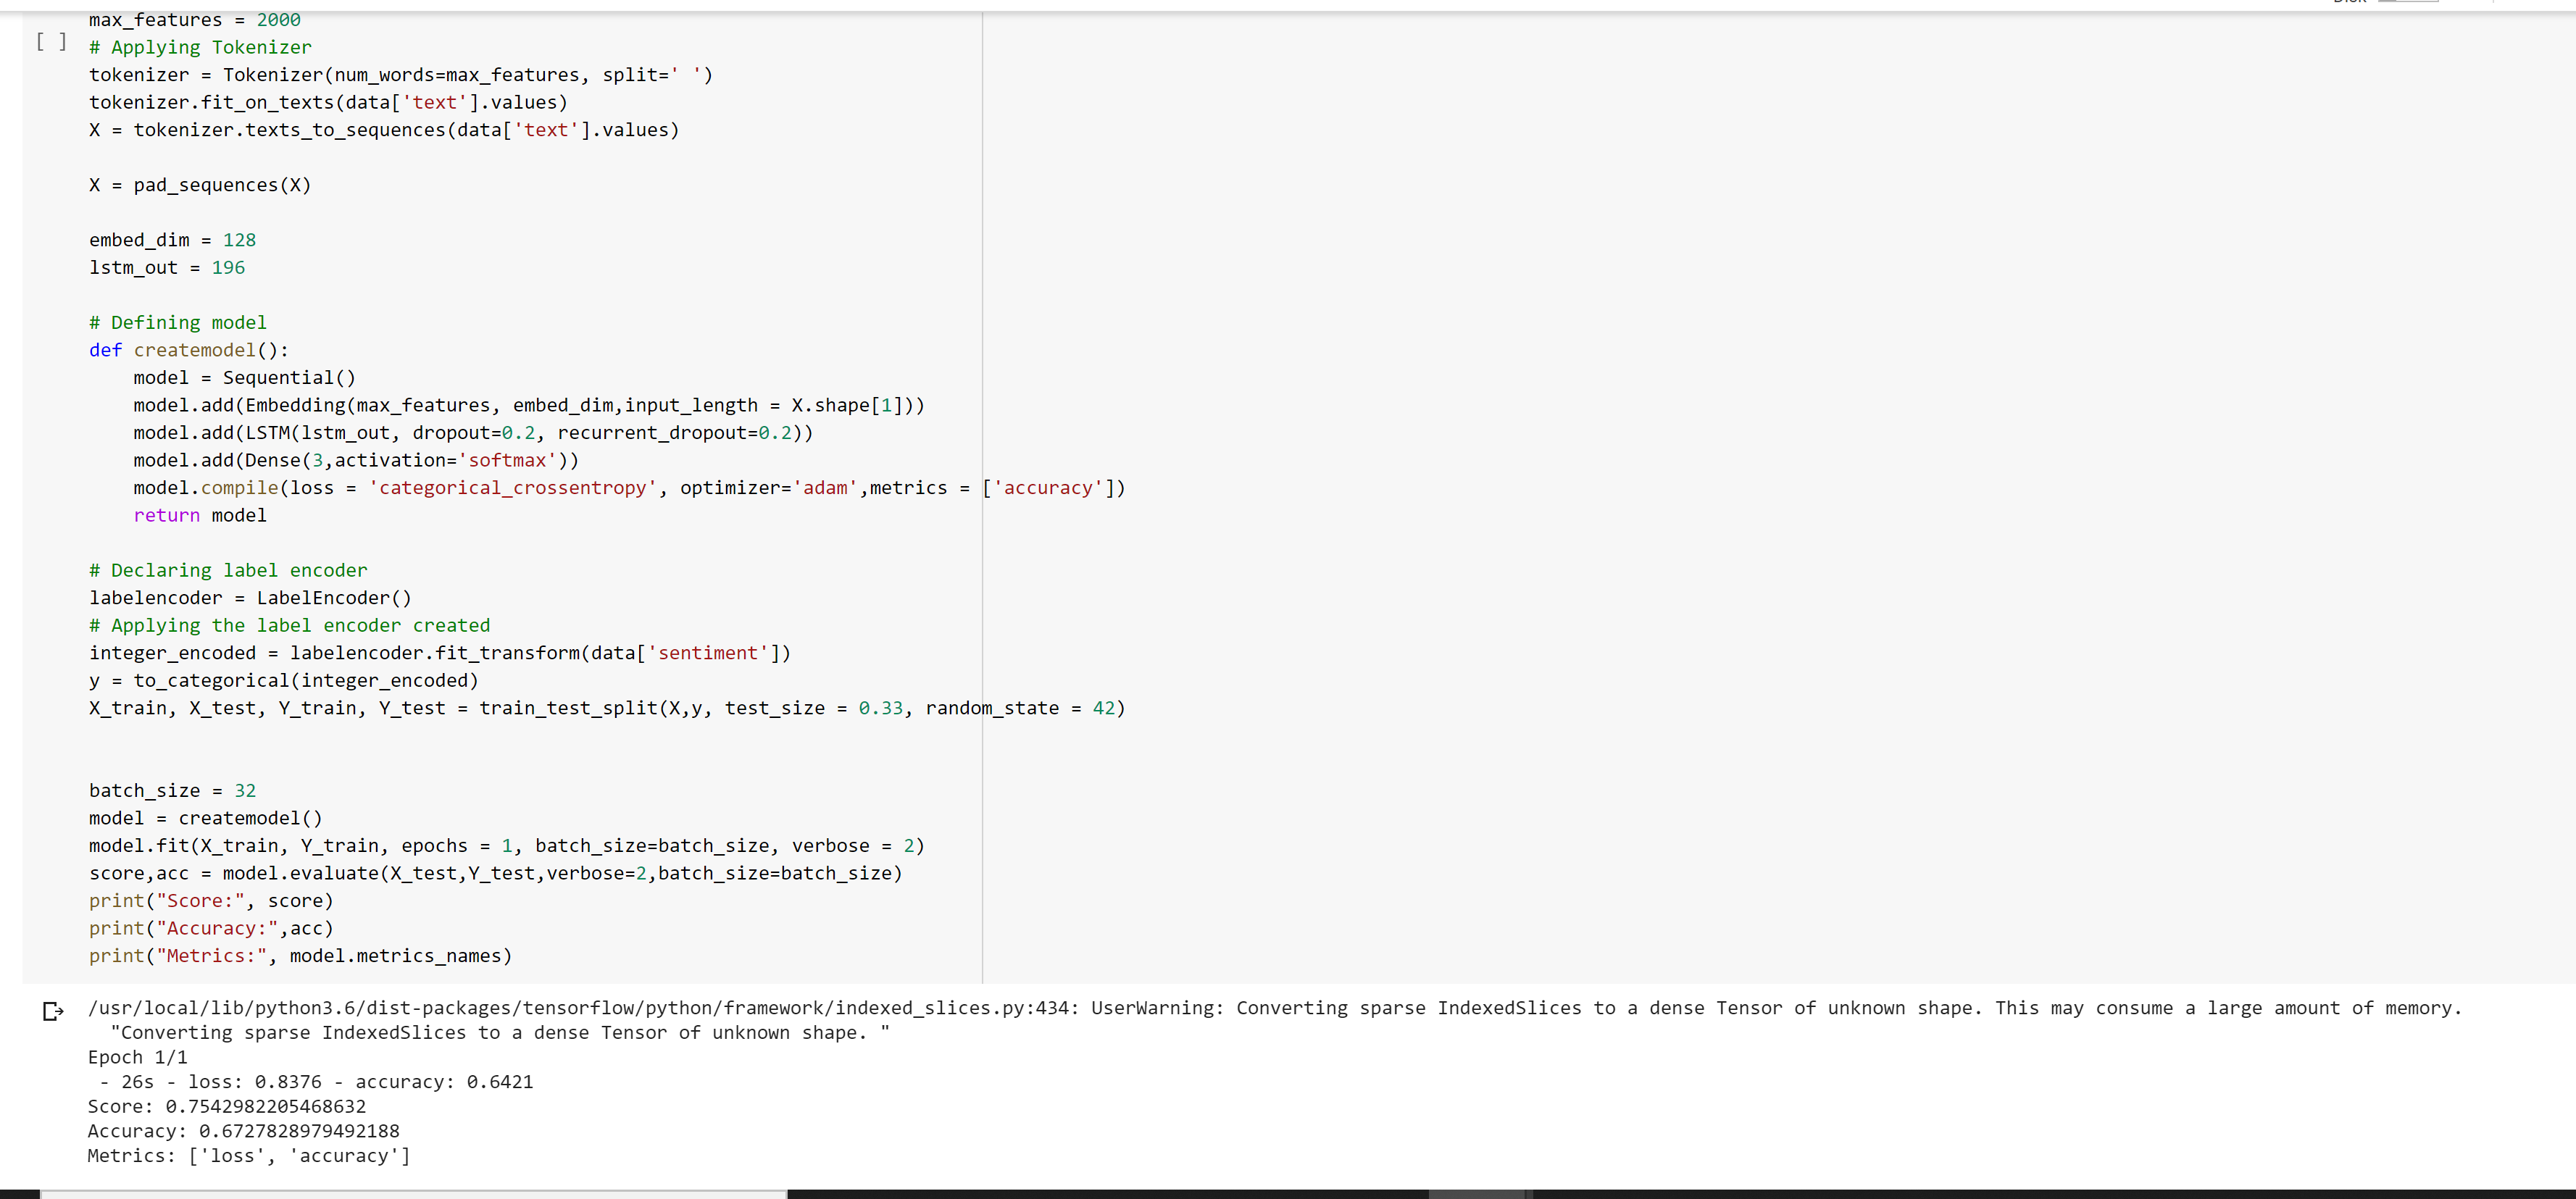 max_features = 2000
[ ]
# Applying Tokenizer
tokenizer = Tokenizer(num_words=max_features, split=' ')
tokenizer.fit_on_texts(data['text'].values)
X = tokenizer.texts_to_sequences(data['text'].values)
X = pad_sequences(X)
embed_dim = 128
lstm_out = 196
# Defining model
def createmodel():
    model = Sequential()
    model.add(Embedding(max_features, embed_dim,input_length = X.shape[1]))
    model.add(LSTM(lstm_out, dropout=0.2, recurrent_dropout=0.2))
    model.add(Dense(3,activation='softmax'))
    model.compile(loss = 'categorical_crossentropy', optimizer='adam',metrics = ['accuracy'])
    return model
# Declaring label encoder
labelencoder = LabelEncoder()
# Applying the label encoder created
integer_encoded = labelencoder.fit_transform(data['sentiment'])
y = to_categorical(integer_encoded)
X_train, X_test, Y_train, Y_test = train_test_split(X,y, test_size = 0.33, random_state = 42)
batch_size = 32
model = createmodel()
model.fit(X_train, Y_train, epochs = 1, batch_size=batch_size, verbose = 2)
score,acc = model.evaluate(X_test,Y_test,verbose=2,batch_size=batch_size)
print("Score:", score)
print("Accuracy:",acc)
print("Metrics:", model.metrics_names)
/usr/local/lib/python3.6/dist-packages/tensorflow/python/framework/indexed_slices.py:434: UserWarning: Converting sparse IndexedSlices to a dense Tensor of unknown shape. This may consume a large amount of memory.
  "Converting sparse IndexedSlices to a dense Tensor of unknown shape. "
Epoch 1/1
 - 26s - loss: 0.8376 - accuracy: 0.6421
Score: 0.7542982205468632
Accuracy: 0.6727828979492188
Metrics: ['loss', 'accuracy']